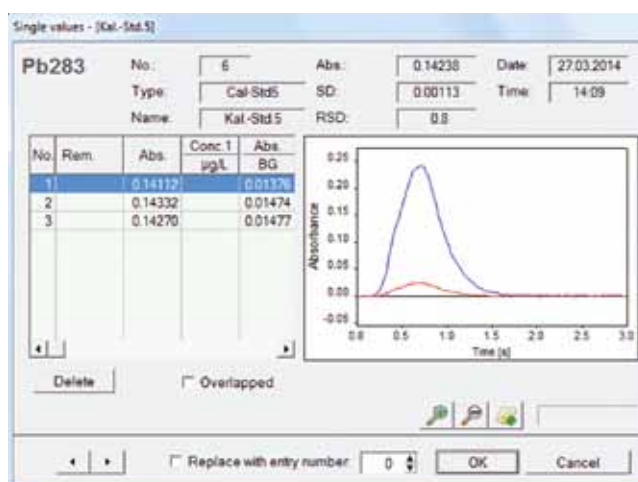 Single values - [Kal.-Std.5]
Pb283 No.: 6 Abs.: 0.14238 Date: 27.03.2014
Type: Cal-Std5 SD: 0.00113 Time: 14:09
Name: Kal.-Std.5 RSD: 0.8
No. Rem. Abs. Conc.1 Abs.
µg/L BG
1 0.14112 0.01376
2 0.14332 0.01474
3 0.14270 0.01477
Absorbance
0.25
0.20
0.15
0.10
0.05
0.00
-0.05
0.0 0.5 1.0 1.5 2.0 2.5 3.0
Time [s]
Delete Overlapped
Replace with entry number: 0 OK Cancel